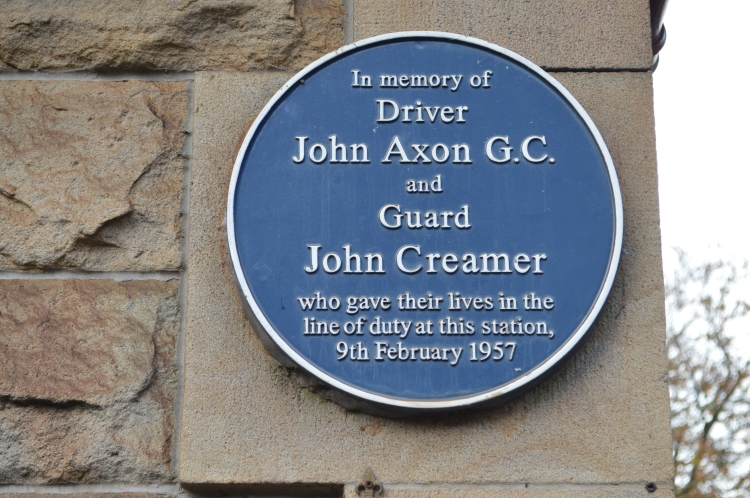 In memory of
Driver
John Axon G.C.
and
Guard
John Creamer
who gave their lives in the
line of duty at this station,
9th February 1957